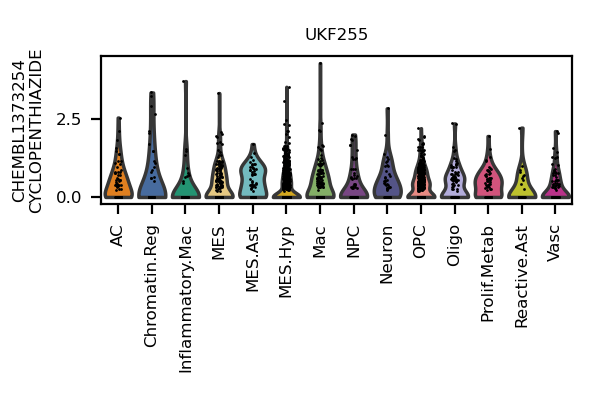 UKF255
CHEMBL1373254
CYCLOPENTHIAZIDE
2.5
0.0
AC
Chromatin.Reg
Inflammatory.Mac
MES
MES.Ast
MES.Hyp
Mac
NPC
Neuron
OPC
Oligo
Prolif.Metab
Reactive.Ast
Vasc